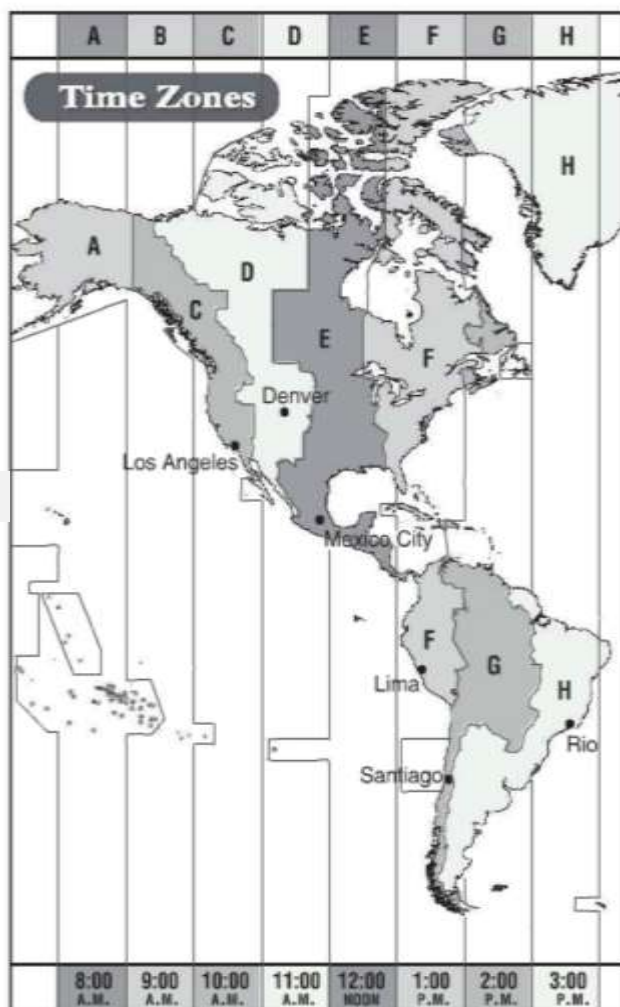 A B C D E F G H
Time Zones
H
A
D
C
E
F
Denver
Los Angeles
Mexico City
F
G
Lima
H
Rio
Santiago
8:00 9:00 10:00 11:00 12:00 1:00 2:00 3:00
A.M. A.M. A.M. A.M. NOON P.M. P.M. P.M.